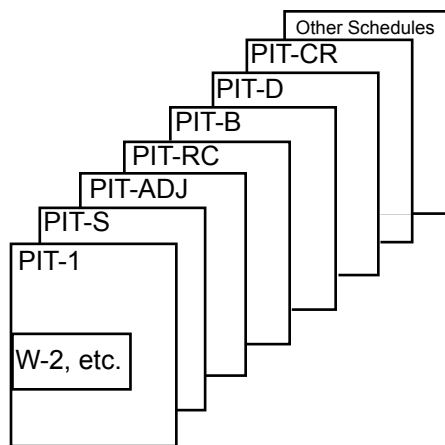 Other Schedules
PIT-CR
PIT-D
PIT-B
PIT-RC
PIT-ADJ
PIT-S
PIT-1
W-2, etc.